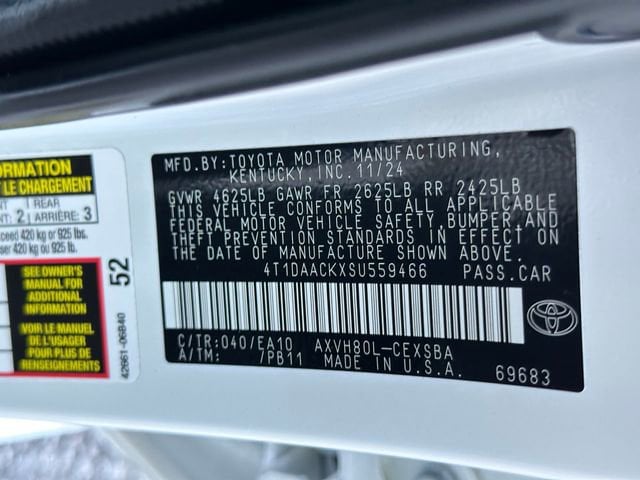 MFD.BY:TOYOTA MOTOR MANUFACTURING,
KENTUCKY, INC. 11/24
GVWR 4625LB GAWR FR 2625LB RR 2425LB
THIS VEHICLE CONFORMS TO ALL APPLICABLE
FEDERAL MOTOR VEHICLE SAFETY, BUMPER, AND
THEFT PREVENTION STANDARDS IN EFFECT ON
THE DATE OF MANUFACTURE SHOWN ABOVE.
4T1DAACKXSU559466 PASS.CAR
C/TR:040/EA10 AXVH80L-CEXSBA
A/TM: 7PB11 MADE IN U.S.A.
69683
LE CHARGEMENT
REAR
2 ARRIÈRE: 3
420 kg or 925 lbs.
420 kg ou 925 lb.
SEE OWNER'S
MANUAL FOR
ADDITIONAL
INFORMATION
VOIR LE MANUEL
DE L'USAGER
POUR PLUS DE
RENSEIGNEMENTS
52
42661-06B40